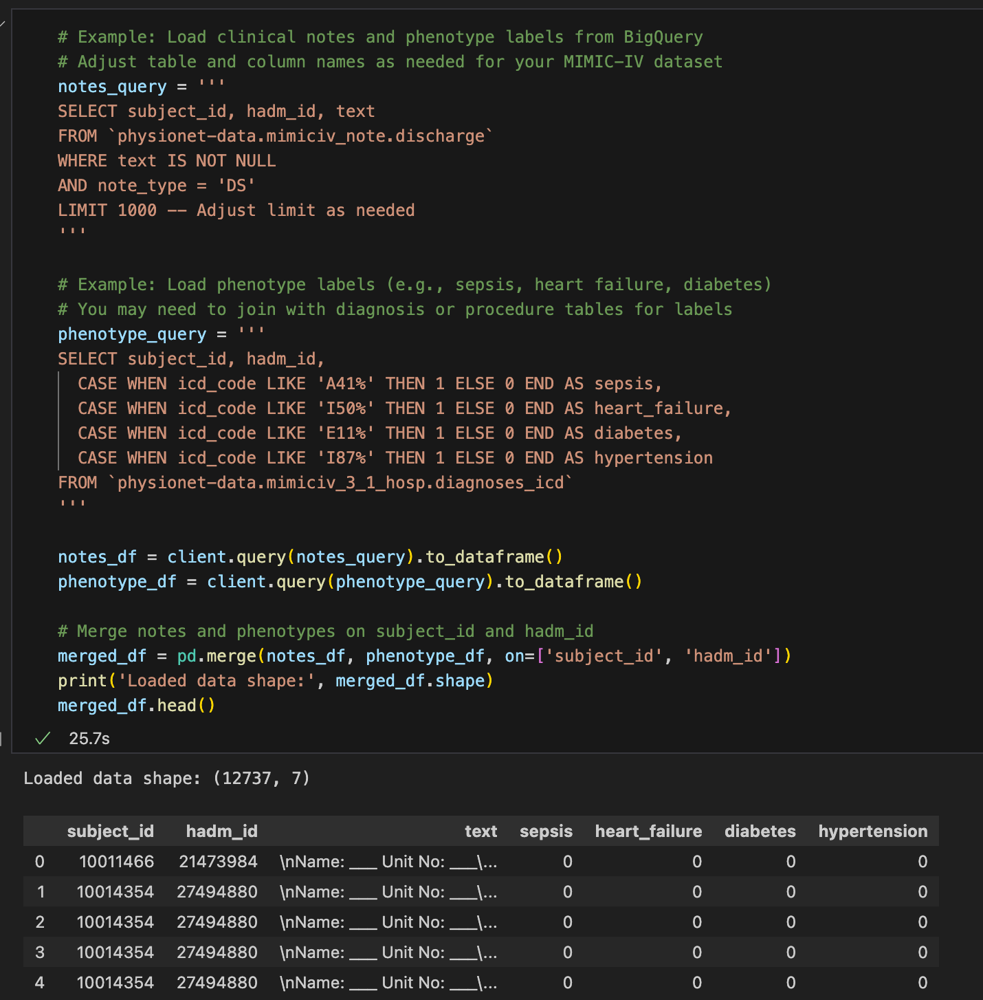 # Example: Load clinical notes and phenotype labels from BigQuery
# Adjust table and column names as needed for your MIMIC-IV dataset
notes_query = '''
SELECT subject_id, hadm_id, text
FROM `physionet-data.mimiciv_note.discharge`
WHERE text IS NOT NULL
AND note_type = 'DS'
LIMIT 1000 -- Adjust limit as needed
'''
# Example: Load phenotype labels (e.g., sepsis, heart failure, diabetes)
# You may need to join with diagnosis or procedure tables for labels
phenotype_query = '''
SELECT subject_id, hadm_id,
CASE WHEN icd_code LIKE 'A41%' THEN 1 ELSE 0 END AS sepsis,
CASE WHEN icd_code LIKE 'I50%' THEN 1 ELSE 0 END AS heart_failure,
CASE WHEN icd_code LIKE 'E11%' THEN 1 ELSE 0 END AS diabetes,
CASE WHEN icd_code LIKE 'I87%' THEN 1 ELSE 0 END AS hypertension
FROM `physionet-data.mimiciv_3_1_hosp.diagnoses_icd`
'''
notes_df = client.query(notes_query).to_dataframe()
phenotype_df = client.query(phenotype_query).to_dataframe()
# Merge notes and phenotypes on subject_id and hadm_id
merged_df = pd.merge(notes_df, phenotype_df, on=['subject_id', 'hadm_id'])
print('Loaded data shape:', merged_df.shape)
merged_df.head()
25.7s
Loaded data shape: (12737, 7)
subject_id hadm_id text sepsis heart_failure diabetes hypertension
0 10011466 21473984 \nName: ___ Unit No: ___\... 0 0 0 0
1 10014354 27494880 \nName: ___ Unit No: ___\... 0 0 0 0
2 10014354 27494880 \nName: ___ Unit No: ___\... 0 0 0 0
3 10014354 27494880 \nName: ___ Unit No: ___\... 0 0 0 0
4 10014354 27494880 \nName: ___ Unit No: ___\... 0 0 0 0